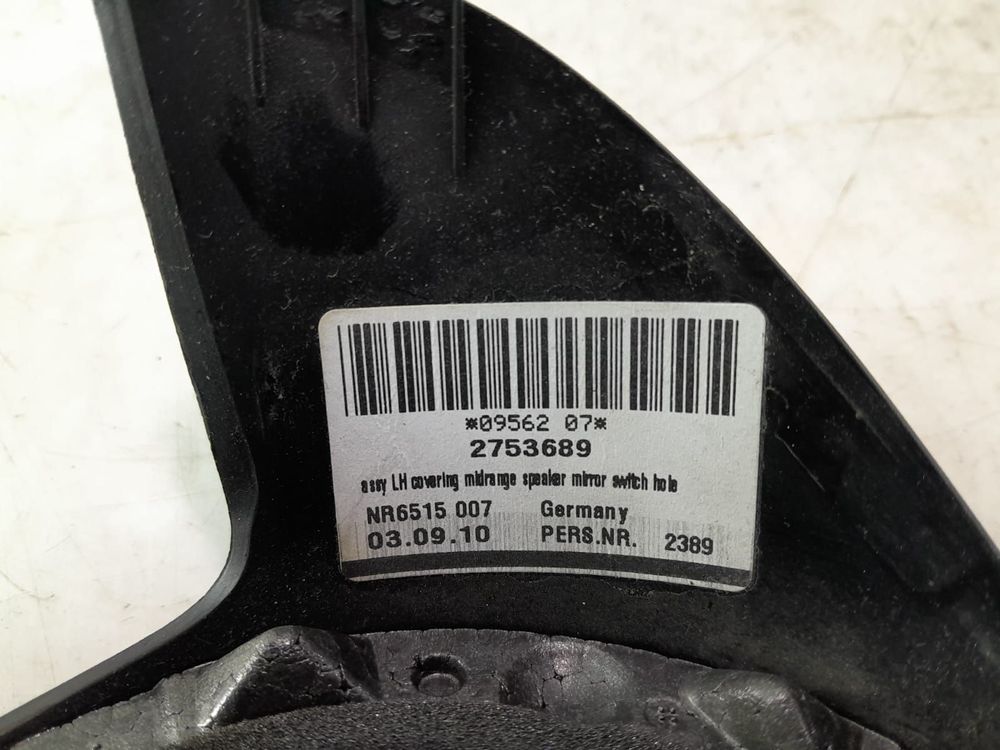 *09562 07*
2753689
assy LH covering midrange speaker mirror switch hole
NR6515 007 Germany
03.09.10 PERS.NR. 2389